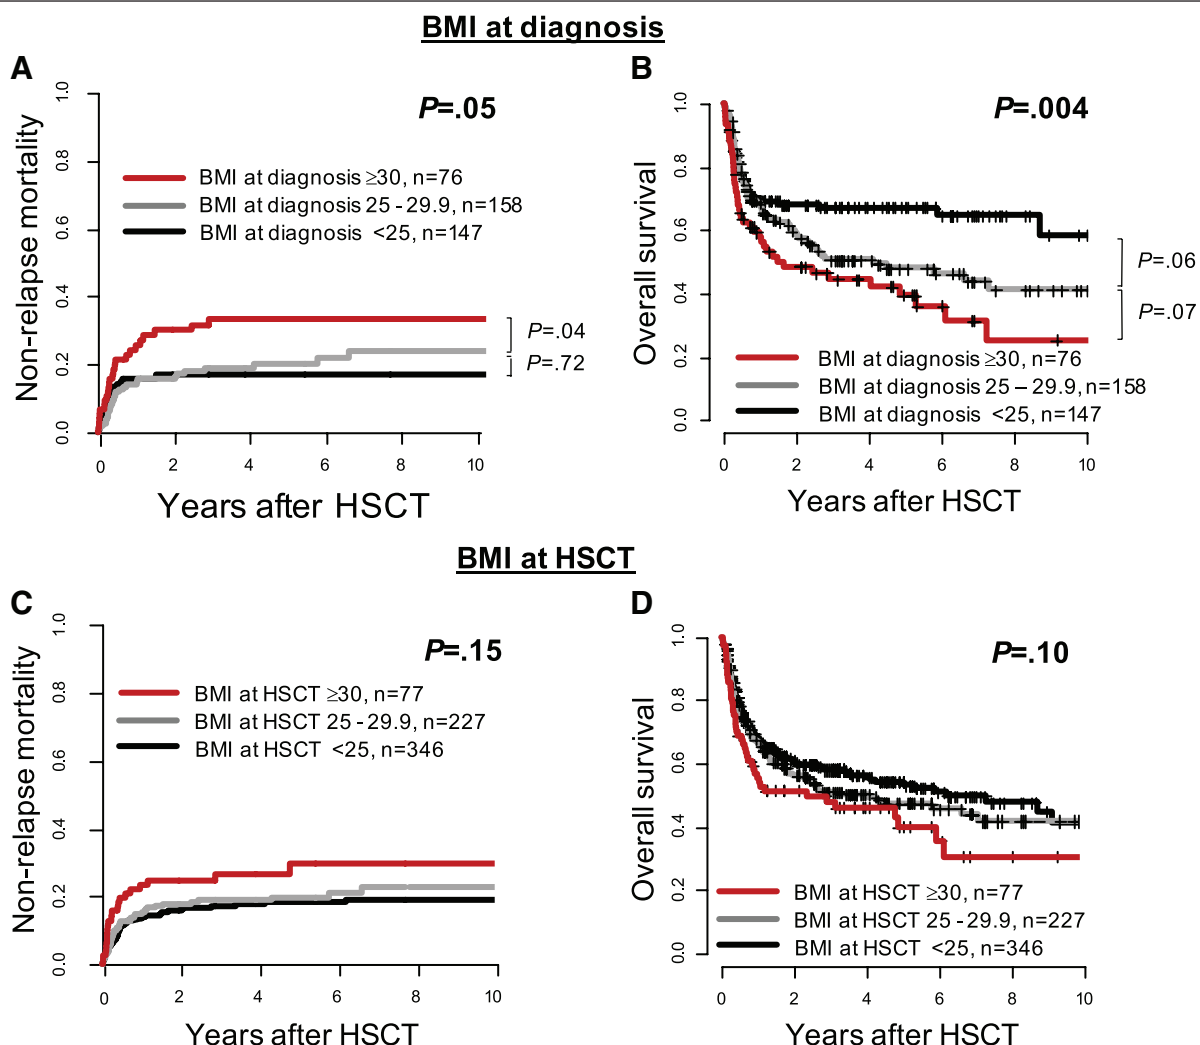 BMI at diagnosis
A
P=.05
Non-relapse mortality
1.0
0.8
0.6
0.4
0.2
0.0
BMI at diagnosis ≥30, n=76
BMI at diagnosis 25-29.9, n=158
BMI at diagnosis <25, n=147
P=.04
P=.72
0 2 4 6 8 10
Years after HSCT
B
P=.004
Overall survival
1.0
0.8
0.6
0.4
0.2
0.0
P=.06
P=.07
BMI at diagnosis ≥30, n=76
BMI at diagnosis 25–29.9, n=158
BMI at diagnosis <25, n=147
0 2 4 6 8 10
Years after HSCT
BMI at HSCT
C
P=.15
Non-relapse mortality
1.0
0.8
0.6
0.4
0.2
0.0
BMI at HSCT ≥30, n=77
BMI at HSCT 25-29.9, n=227
BMI at HSCT <25, n=346
0 2 4 6 8 10
Years after HSCT
D
P=.10
Overall survival
1.0
0.8
0.6
0.4
0.2
0.0
BMI at HSCT ≥30, n=77
BMI at HSCT 25-29.9, n=227
BMI at HSCT <25, n=346
0 2 4 6 8 10
Years after HSCT